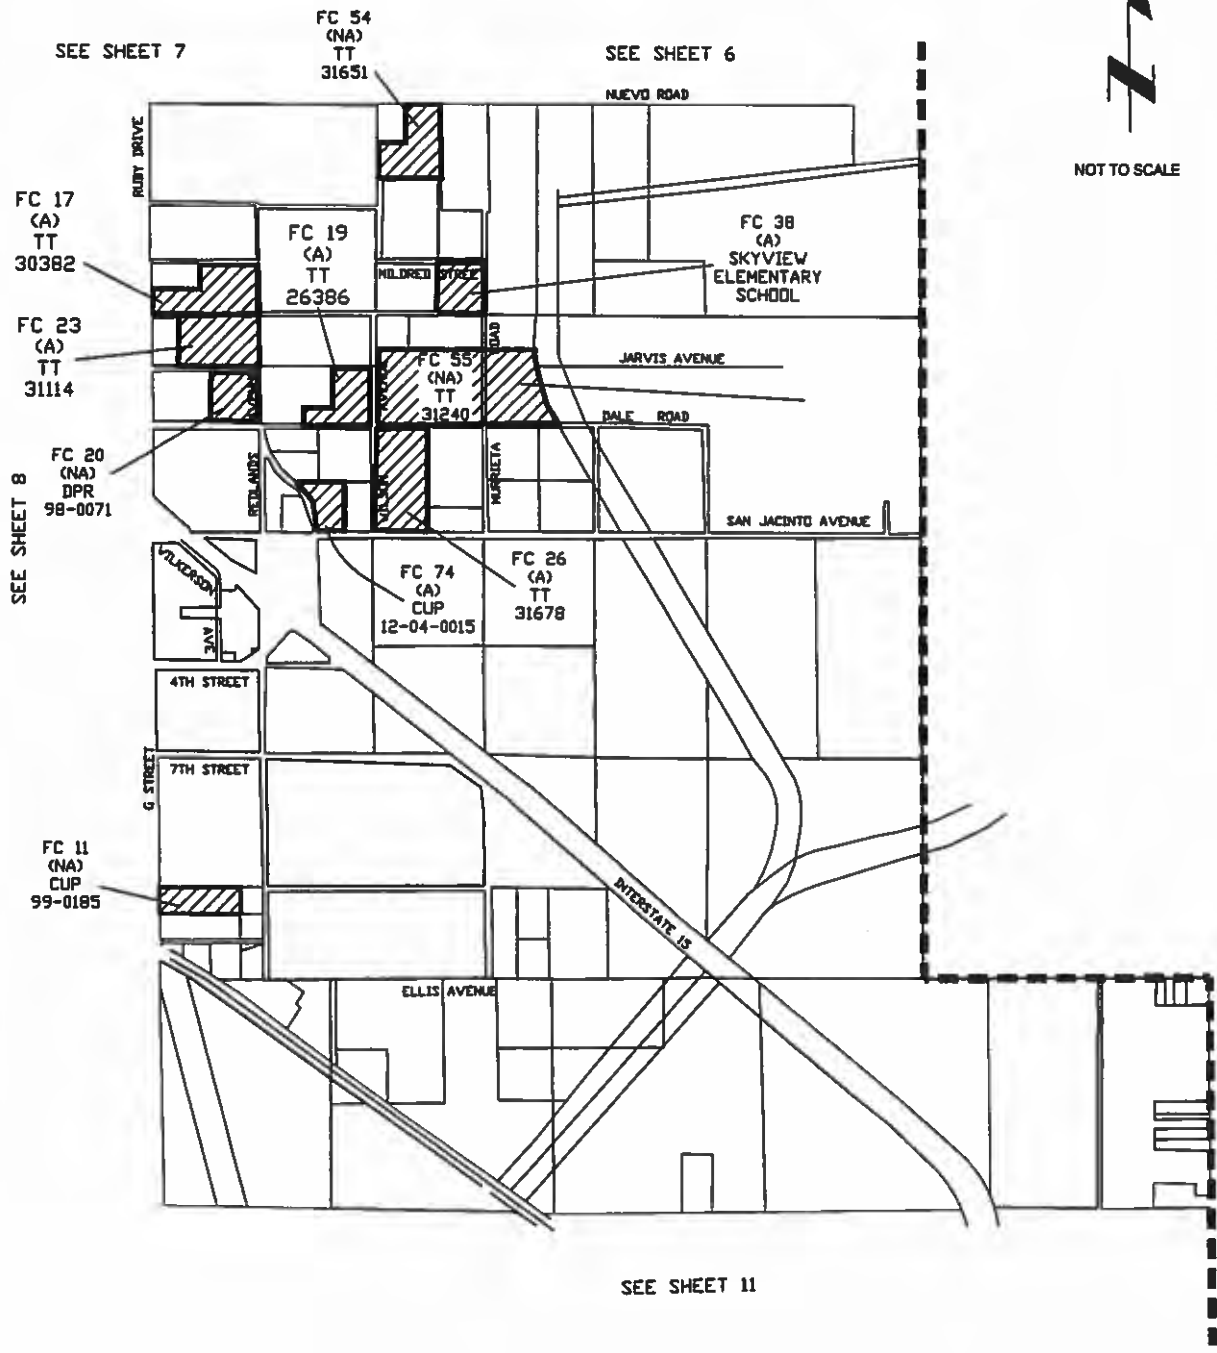 FC 54
(NA)
TT
31651
SEE SHEET 7
SEE SHEET 6
NUEVO ROAD
RUBY DRIVE
NOT TO SCALE
FC 17
(A)
TT
30382
FC 19
(A)
TT
26386
FC 38
(A)
SKYVIEW
ELEMENTARY
SCHOOL
MILDRED STREE
FC 23
(A)
TT
31114
ROAD
JARVIS AVENUE
FC 55
(NA)
TT
31240
AVENUE
DALE ROAD
FC 20
(NA)
DPR
98-0071
REDLANDS
WILSON
MURRIETA
SEE SHEET 8
SAN JACINTO AVENUE
WILKERSON
AVE
FC 74
(A)
CUP
12-04-0015
FC 26
(A)
TT
31678
4TH STREET
G STREET
7TH STREET
FC 11
(NA)
CUP
99-0185
INTERSTATE 15
ELLIS AVENUE
SEE SHEET 11